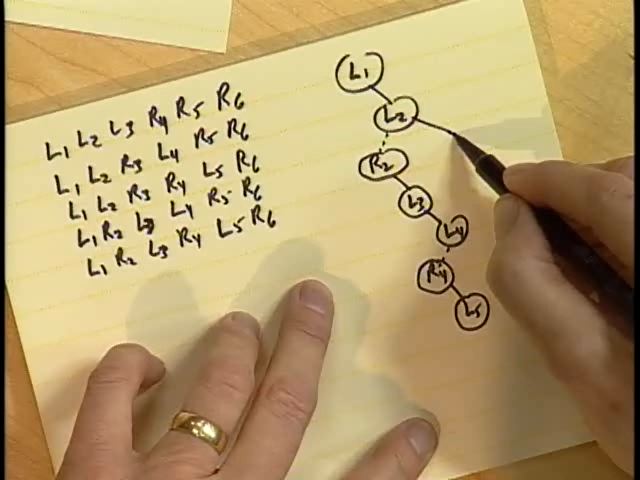 L1 L2 L3 R4 R5 R6
L1 L2 R3 L4 R5 R6
L1 L2 R3 R4 L5 R6
L1 R2 L3 L4 R5 R6
L1 R2 L3 R4 L5 R6
L1
L2
R2
L3
L4
R4
L5